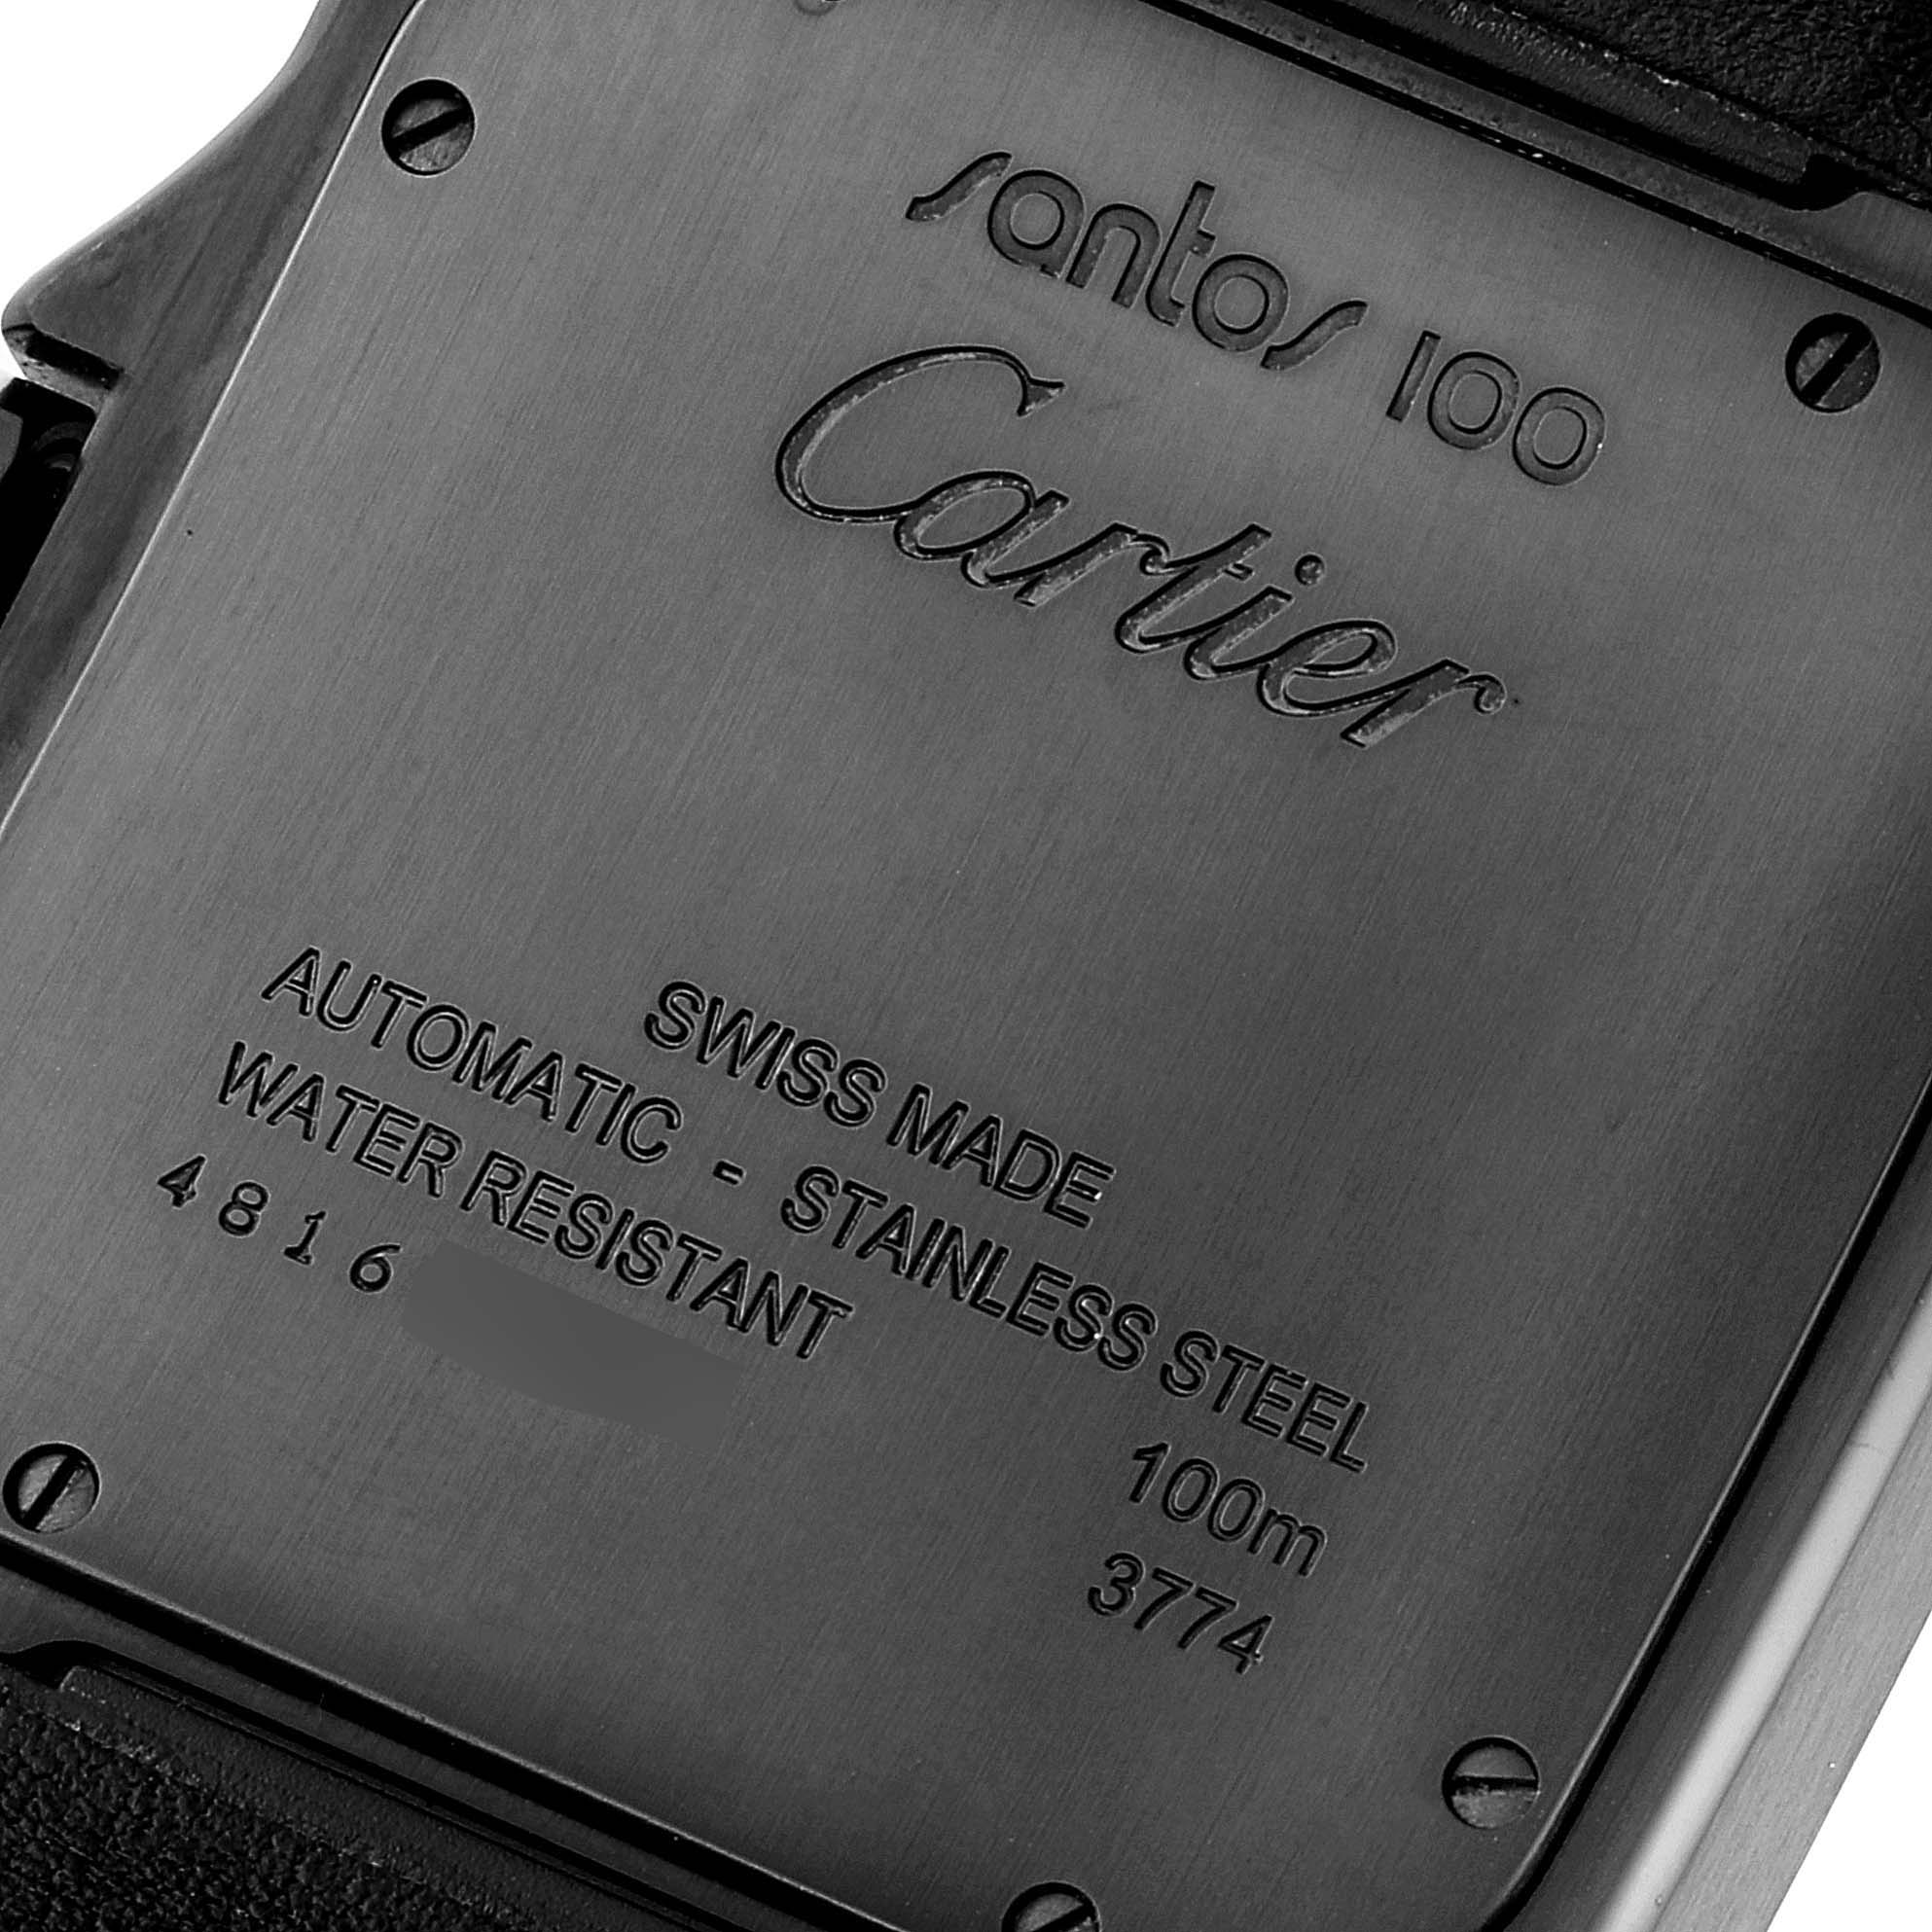 santos 100
Cartier
SWISS MADE
AUTOMATIC - STAINLESS STEEL
WATER RESISTANT 100m
4816 3774